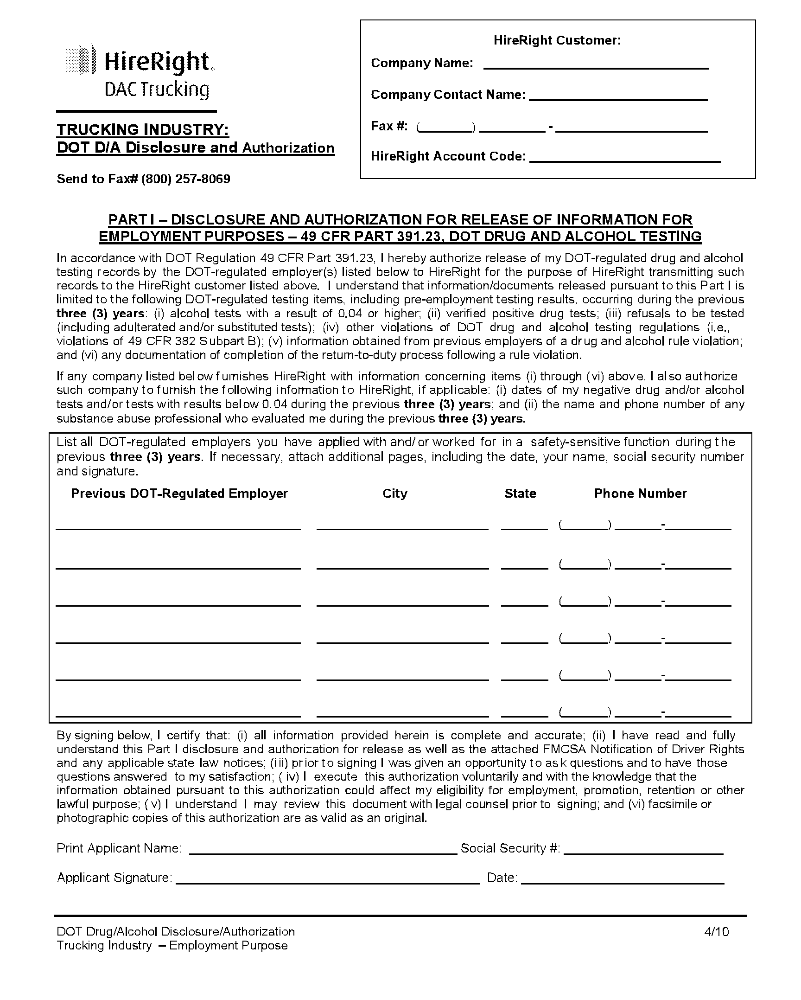 HireRight
DAC Trucking
TRUCKING INDUSTRY:
DOT D/A Disclosure and Authorization
Send to Fax# (800) 257-8069
HireRight Customer:
Company Name:
Company Contact Name:
Fax #: ( ) -
HireRight Account Code:
PART I – DISCLOSURE AND AUTHORIZATION FOR RELEASE OF INFORMATION FOR
EMPLOYMENT PURPOSES – 49 CFR PART 391.23, DOT DRUG AND ALCOHOL TESTING
In accordance with DOT Regulation 49 CFR Part 391.23, I hereby authorize release of my DOT-regulated drug and alcohol
testing records by the DOT-regulated employer(s) listed below to HireRight for the purpose of HireRight transmitting such
records to the HireRight customer listed above. I understand that information/documents released pursuant to this Part I is
limited to the following DOT-regulated testing items, including pre-employment testing results, occurring during the previous
three (3) years: (i) alcohol tests with a result of 0.04 or higher; (ii) verified positive drug tests; (iii) refusals to be tested
(including adulterated and/or substituted tests); (iv) other violations of DOT drug and alcohol testing regulations (i.e.,
violations of 49 CFR 382 Subpart B); (v) information obtained from previous employers of a drug and alcohol rule violation;
and (vi) any documentation of completion of the return-to-duty process following a rule violation.
If any company listed below furnishes HireRight with information concerning items (i) through (vi) above, I also authorize
such company to furnish the following information to HireRight, if applicable: (i) dates of my negative drug and/or alcohol
tests and/or tests with results below 0.04 during the previous three (3) years; and (ii) the name and phone number of any
substance abuse professional who evaluated me during the previous three (3) years.
List all DOT-regulated employers you have applied with and/or worked for in a safety-sensitive function during the
previous three (3) years. If necessary, attach additional pages, including the date, your name, social security number
and signature.
Previous DOT-Regulated Employer City State Phone Number
( ) -
( ) -
( ) -
( ) -
( ) -
( ) -
By signing below, I certify that: (i) all information provided herein is complete and accurate; (ii) I have read and fully
understand this Part I disclosure and authorization for release as well as the attached FMCSA Notification of Driver Rights
and any applicable state law notices; (iii) prior to signing I was given an opportunity to ask questions and to have those
questions answered to my satisfaction; (iv) I execute this authorization voluntarily and with the knowledge that the
information obtained pursuant to this authorization could affect my eligibility for employment, promotion, retention or other
lawful purpose; (v) I understand I may review this document with legal counsel prior to signing; and (vi) facsimile or
photographic copies of this authorization are as valid as an original.
Print Applicant Name: Social Security #:
Applicant Signature: Date:
DOT Drug/Alcohol Disclosure/Authorization 4/10
Trucking Industry – Employment Purpose